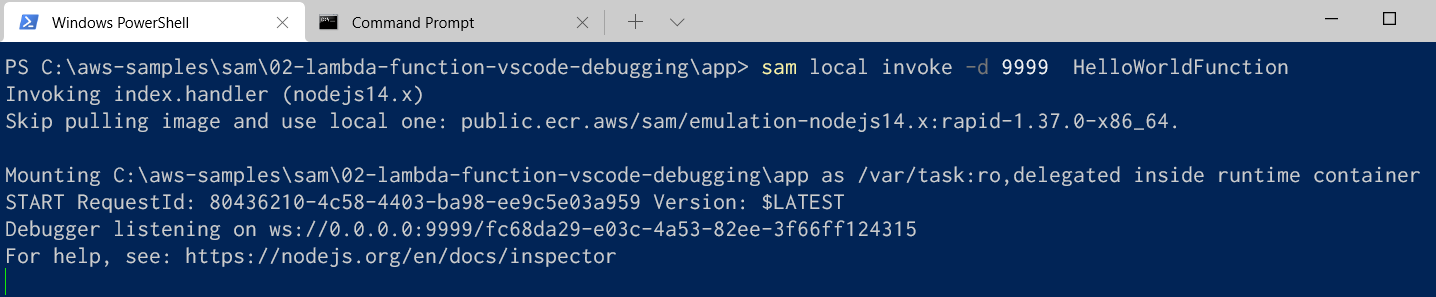 Windows PowerShell
Command Prompt
PS C:\aws-samples\sam\02-lambda-function-vscode-debugging\app> sam local invoke -d 9999  HelloWorldFunction
Invoking index.handler (nodejs14.x)
Skip pulling image and use local one: public.ecr.aws/sam/emulation-nodejs14.x:rapid-1.37.0-x86_64.
Mounting C:\aws-samples\sam\02-lambda-function-vscode-debugging\app as /var/task:ro,delegated inside runtime container
START RequestId: 80436210-4c58-4403-ba98-ee9c5e03a959 Version: $LATEST
Debugger listening on ws://0.0.0.0:9999/fc68da29-e03c-4a53-82ee-3f66ff124315
For help, see: https://nodejs.org/en/docs/inspector